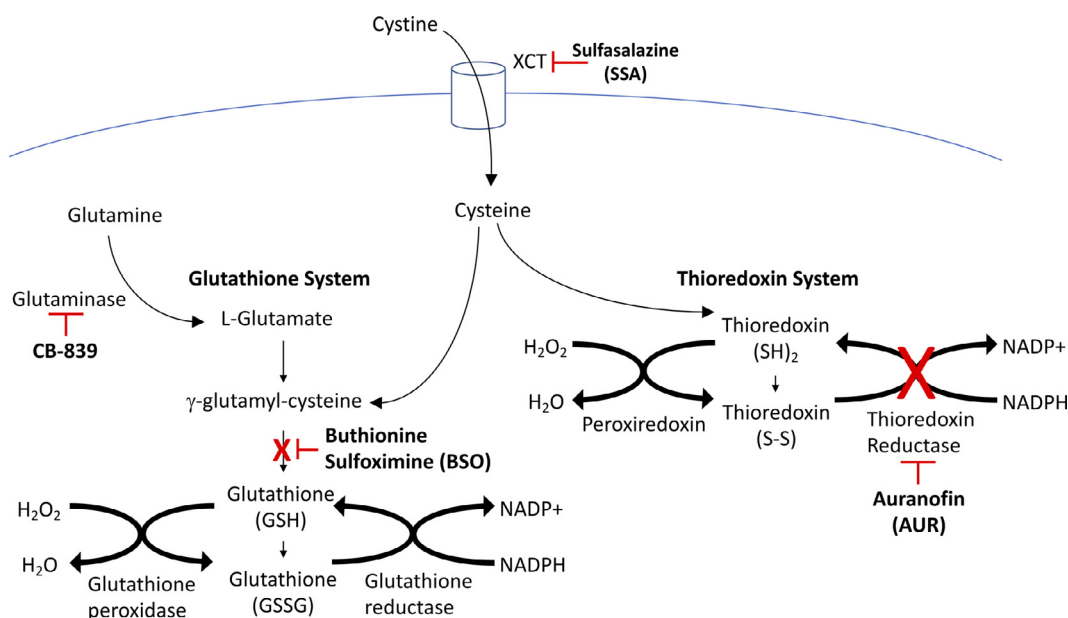 Cystine
XCT
Sulfasalazine
(SSA)
Cysteine
Glutamine
Glutathione System
Thioredoxin System
Glutaminase
CB-839
L-Glutamate
γ-glutamyl-cysteine
Buthionine
Sulfoximine (BSO)
H₂O₂
H₂O
Glutathione
peroxidase
Glutathione
(GSH)
Glutathione
(GSSG)
Glutathione
reductase
NADP+
NADPH
H₂O₂
H₂O
Peroxiredoxin
Thioredoxin
(SH)₂
Thioredoxin
(S-S)
Thioredoxin
Reductase
NADP+
NADPH
Auranofin
(AUR)